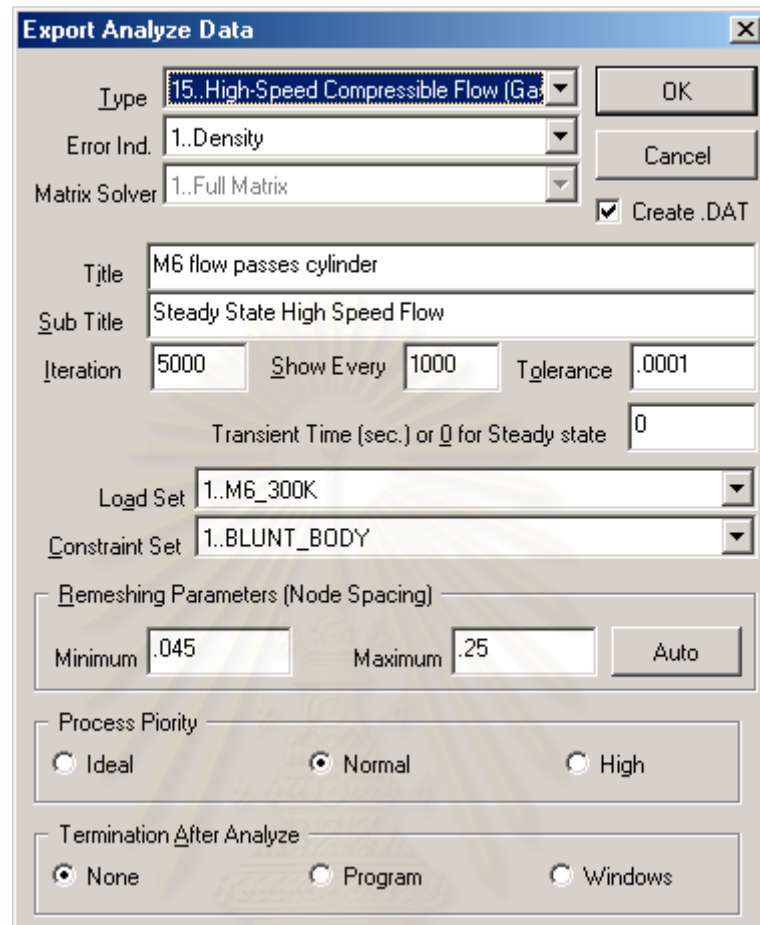 Export Analyze Data
Type 15..High-Speed Compressible Flow (Gas OK
Error Ind. 1..Density
Cancel
Matrix Solver 1..Full Matrix
Create .DAT
Title M6 flow passes cylinder
Sub Title Steady State High Speed Flow
Iteration 5000 Show Every 1000 Tolerance .0001
Transient Time (sec.) or 0 for Steady state 0
Load Set 1..M6_300K
Constraint Set 1..BLUNT_BODY
Remeshing Parameters (Node Spacing)
Minimum .045 Maximum .25 Auto
Process Piority
Ideal Normal High
Termination After Analyze
None Program Windows